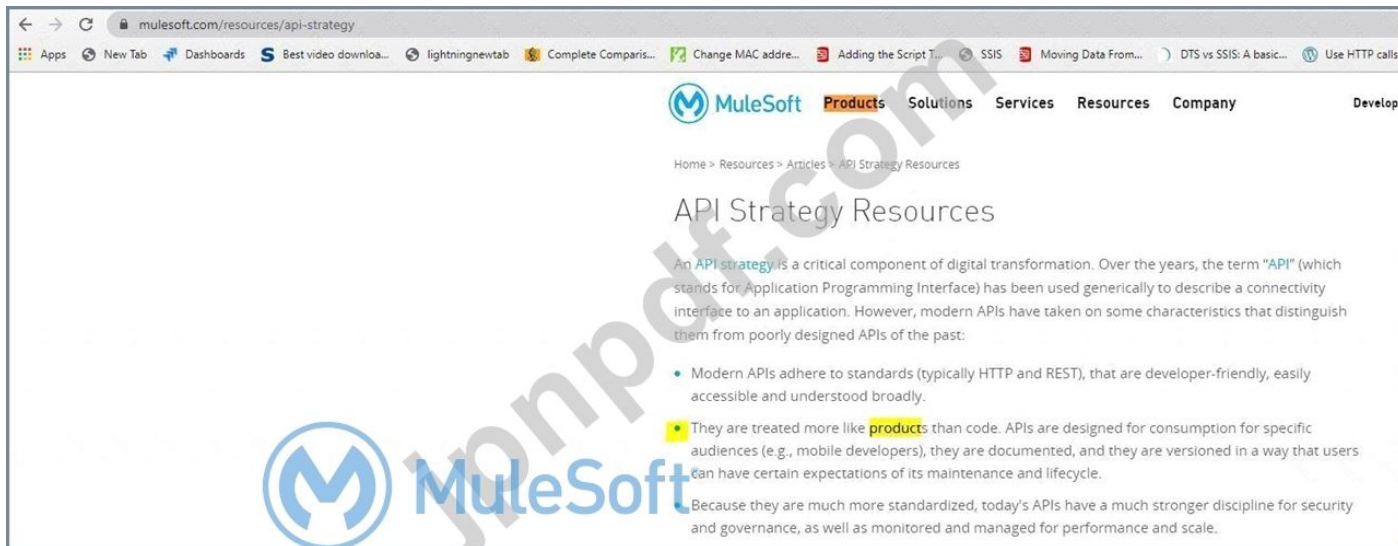 mulesoft.com/resources/api-strategy
Apps New Tab Dashboards Best video downloa... lightningnewtab Complete Comparis... Change MAC addre... Adding the Script T... SSIS Moving Data From... DTS vs SSIS: A basic... Use HTTP calls
MuleSoft Products Solutions Services Resources Company Develop
Home > Resources > Articles > API Strategy Resources
API Strategy Resources
An API strategy is a critical component of digital transformation. Over the years, the term “API” (which
stands for Application Programming Interface) has been used generically to describe a connectivity
interface to an application. However, modern APIs have taken on some characteristics that distinguish
them from poorly designed APIs of the past:
• Modern APIs adhere to standards (typically HTTP and REST), that are developer-friendly, easily
accessible and understood broadly.
• They are treated more like products than code. APIs are designed for consumption for specific
audiences (e.g., mobile developers), they are documented, and they are versioned in a way that users
can have certain expectations of its maintenance and lifecycle.
• Because they are much more standardized, today's APIs have a much stronger discipline for security
and governance, as well as monitored and managed for performance and scale.
MuleSoft
jpnpdf.com